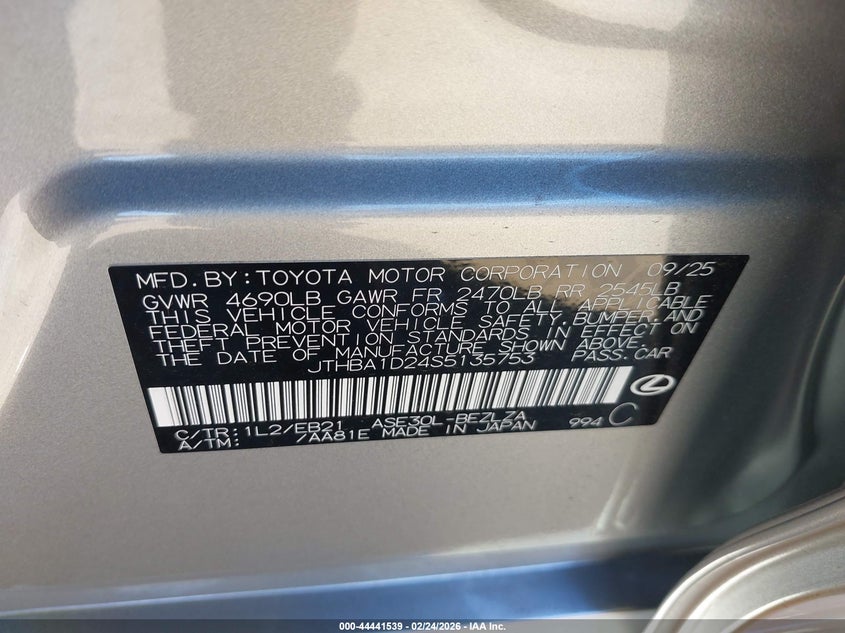 MFD. BY: TOYOTA MOTOR CORPORATION 09/25
GVWR 4690LB GAWR FR 2470LB RR 2545LB
THIS VEHICLE CONFORMS TO ALL APPLICABLE
FEDERAL MOTOR VEHICLE SAFETY, BUMPER, AND
THEFT PREVENTION STANDARDS IN EFFECT ON
THE DATE OF MANUFACTURE SHOWN ABOVE.
JTHBA1D24S5135753 PASS. CAR
C/TR: 1L2/EB21 ASE30L-BEZLZA
A/TM: /AA81E MADE IN JAPAN 994 C
000-44441539 | 02/24/2026 – IAA Inc.